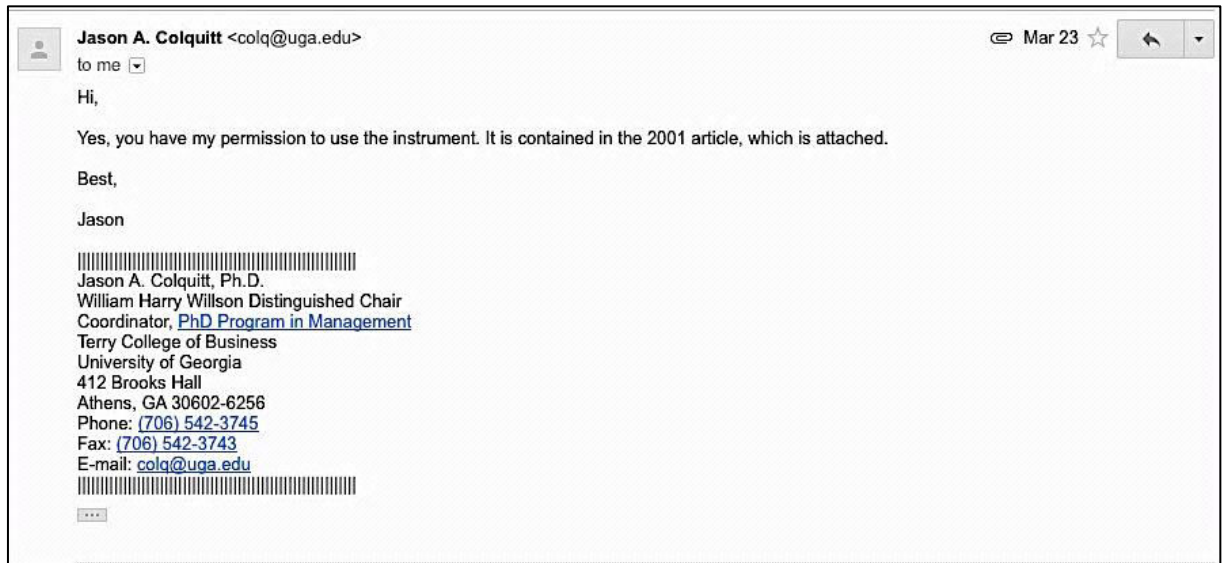 Jason A. Colquitt <colq@uga.edu> Mar 23
to me
Hi,
Yes, you have my permission to use the instrument. It is contained in the 2001 article, which is attached.
Best,
Jason
Jason A. Colquitt, Ph.D.
William Harry Willson Distinguished Chair
Coordinator, PhD Program in Management
Terry College of Business
University of Georgia
412 Brooks Hall
Athens, GA 30602-6256
Phone: (706) 542-3745
Fax: (706) 542-3743
E-mail: colq@uga.edu